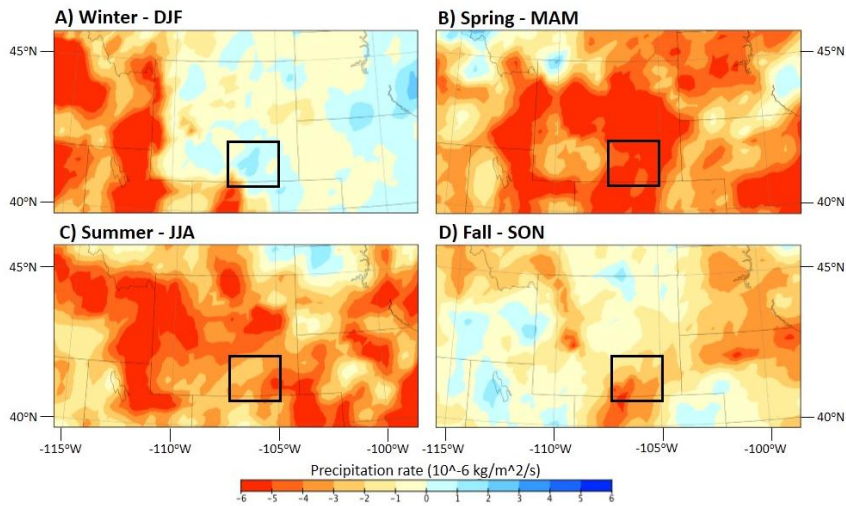 A) Winter - DJF
B) Spring - MAM
45°N
45°N
40°N
40°N
C) Summer - JJA
D) Fall - SON
45°N
45°N
40°N
40°N
-115°W -110°W -105°W -100°W -115°W -110°W -105°W -100°W
Precipitation rate (10^-6 kg/m^2/s)
-6 -5 -4 -3 -2 -1 0 1 2 3 4 5 6